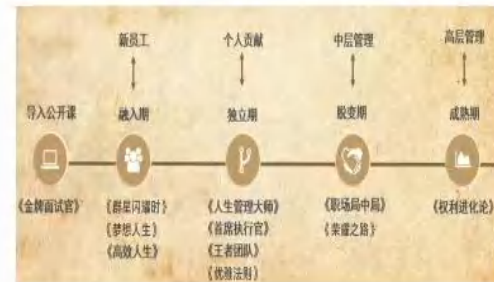 新员工 个人贡献 中层管理 高层管理
导入公开课 融入期 独立期 脱变期 成熟期
《金牌面试官》 《群星闪耀时》 《人生管理大师》 《职场局中局》 《权利进化论》
《梦想人生》 《首席执行官》 《荣耀之路》
《高效人生》 《王者团队》
《优雅法则》